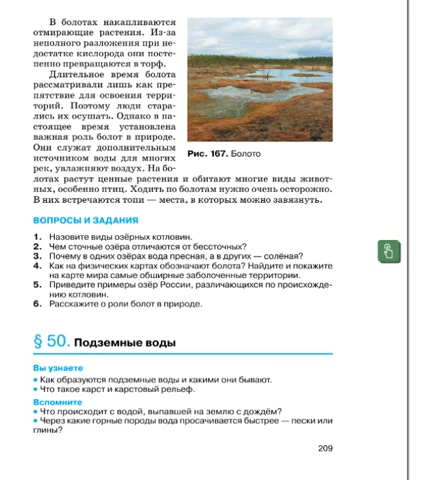 В болотах накапливаются
отмирающие растения. Из-за
неполного разложения при не-
достатке кислорода они посте-
пенно превращаются в торф.
Длительное время болота
рассматривали лишь как пре-
пятствие для освоения терри-
торий. Поэтому люди стара-
лись их осушать. Однако в на-
стоящее время установлена
важная роль болот в природе.
Они служат дополнительным
источником воды для многих
рек, увлажняют воздух. На бо-
Рис. 167. Болото
лотах растут ценные растения и обитают многие виды живот-
ных, особенно птиц. Ходить по болотам нужно очень осторожно.
В них встречаются топи — места, в которых можно завязнуть.
ВОПРОСЫ И ЗАДАНИЯ
1. Назовите виды озёрных котловин.
2. Чем сточные озёра отличаются от бессточных?
3. Почему в одних озёрах вода пресная, а в других — солёная?
4. Как на физических картах обозначают болота? Найдите и покажите
на карте мира самые обширные заболоченные территории.
5. Приведите примеры озёр России, различающихся по происхожде-
нию котловин.
6. Расскажите о роли болот в природе.
§ 50. Подземные воды
Вы узнаете
• Как образуются подземные воды и какими они бывают.
• Что такое карст и карстовый рельеф.
Вспомните
• Что происходит с водой, выпавшей на землю с дождём?
• Через какие горные породы вода просачивается быстрее — пески или
глины?
209